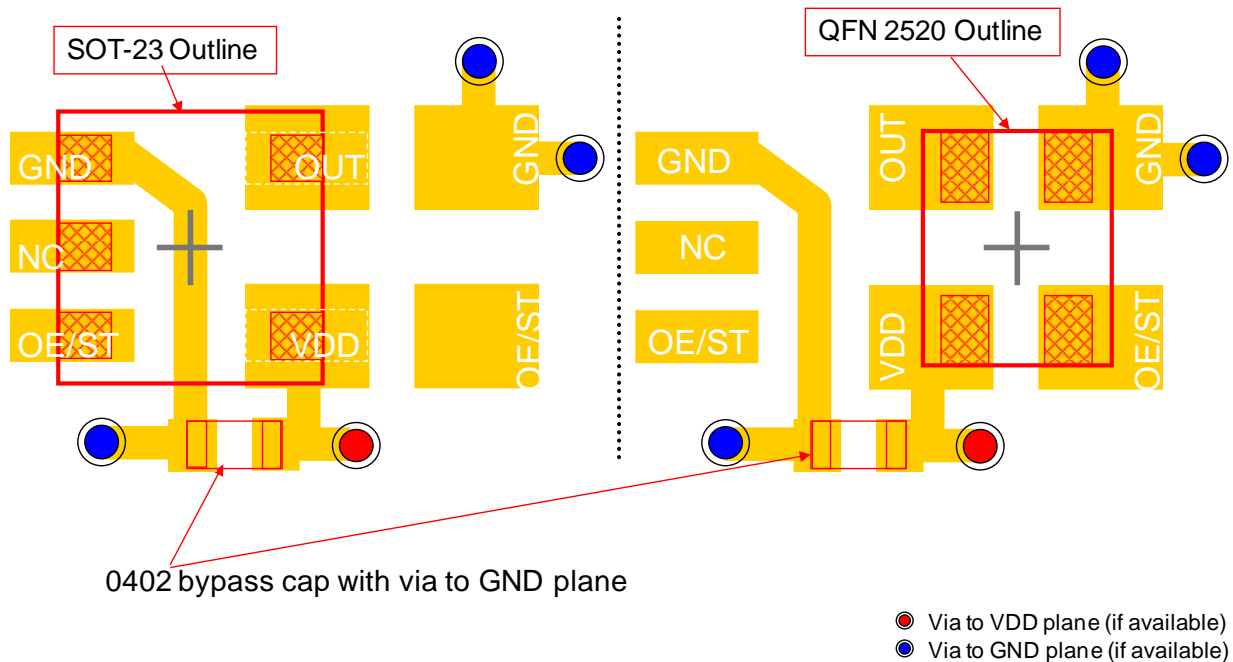 SOT-23 Outline
GND
OUT
GND
NC
OE/ST
VDD
OE/ST
QFN 2520 Outline
GND
OUT
GND
NC
OE/ST
VDD
OE/ST
0402 bypass cap with via to GND plane
Via to VDD plane (if available)
Via to GND plane (if available)